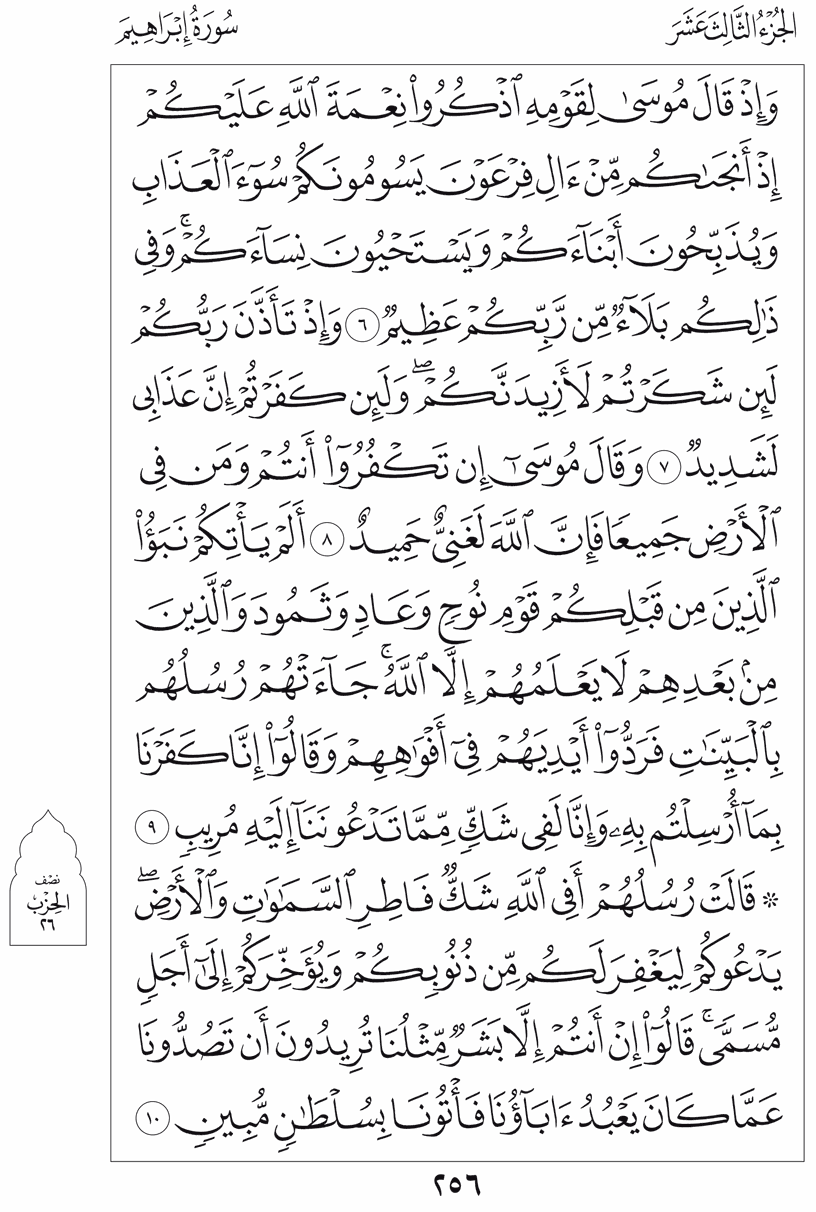 الجُزْءُ الثَّالِثَ عَشَرَ
سُورَةُ إِبْرَاهِيمَ
وَإِذْ قَالَ مُوسَىٰ لِقَوْمِهِ ٱذْكُرُوا۟ نِعْمَةَ ٱللَّهِ عَلَيْكُمْ
إِذْ أَنجَىٰكُم مِّنْ ءَالِ فِرْعَوْنَ يَسُومُونَكُمْ سُوٓءَ ٱلْعَذَابِ
وَيُذَبِّحُونَ أَبْنَآءَكُمْ وَيَسْتَحْيُونَ نِسَآءَكُمْ ۚ وَفِى
ذَٰلِكُم بَلَآءٌ مِّن رَّبِّكُمْ عَظِيمٌ ٦ وَإِذْ تَأَذَّنَ رَبُّكُمْ
لَئِن شَكَرْتُمْ لَأَزِيدَنَّكُمْ ۖ وَلَئِن كَفَرْتُمْ إِنَّ عَذَابِى
لَشَدِيدٌ ٧ وَقَالَ مُوسَىٰٓ إِن تَكْفُرُوٓا۟ أَنتُمْ وَمَن فِى
ٱلْأَرْضِ جَمِيعًا فَإِنَّ ٱللَّهَ لَغَنِىٌّ حَمِيدٌ ٨ أَلَمْ يَأْتِكُمْ نَبَؤُا۟
ٱلَّذِينَ مِن قَبْلِكُمْ قَوْمِ نُوحٍ وَعَادٍ وَثَمُودَ وَٱلَّذِينَ
مِنۢ بَعْدِهِمْ لَا يَعْلَمُهُمْ إِلَّا ٱللَّهُ ۚ جَآءَتْهُمْ رُسُلُهُم
بِٱلْبَيِّنَٰتِ فَرَدُّوٓا۟ أَيْدِيَهُمْ فِىٓ أَفْوَٰهِهِمْ وَقَالُوٓا۟ إِنَّا كَفَرْنَا
بِمَآ أُرْسِلْتُم بِهِۦ وَإِنَّا لَفِى شَكٍّ مِّمَّا تَدْعُونَنَآ إِلَيْهِ مُرِيبٍ ٩
۞ قَالَتْ رُسُلُهُمْ أَفِى ٱللَّهِ شَكٌّ فَاطِرِ ٱلسَّمَٰوَٰتِ وَٱلْأَرْضِ ۖ
يَدْعُوكُمْ لِيَغْفِرَ لَكُم مِّن ذُنُوبِكُمْ وَيُؤَخِّرَكُمْ إِلَىٰٓ أَجَلٍ
مُّسَمًّى ۚ قَالُوٓا۟ إِنْ أَنتُمْ إِلَّا بَشَرٌ مِّثْلُنَا تُرِيدُونَ أَن تَصُدُّونَا
عَمَّا كَانَ يَعْبُدُ ءَابَآؤُنَا فَأْتُونَا بِسُلْطَٰنٍ مُّبِينٍ ١٠
نصْف
الحِزْب
٢٦
٢٥٦